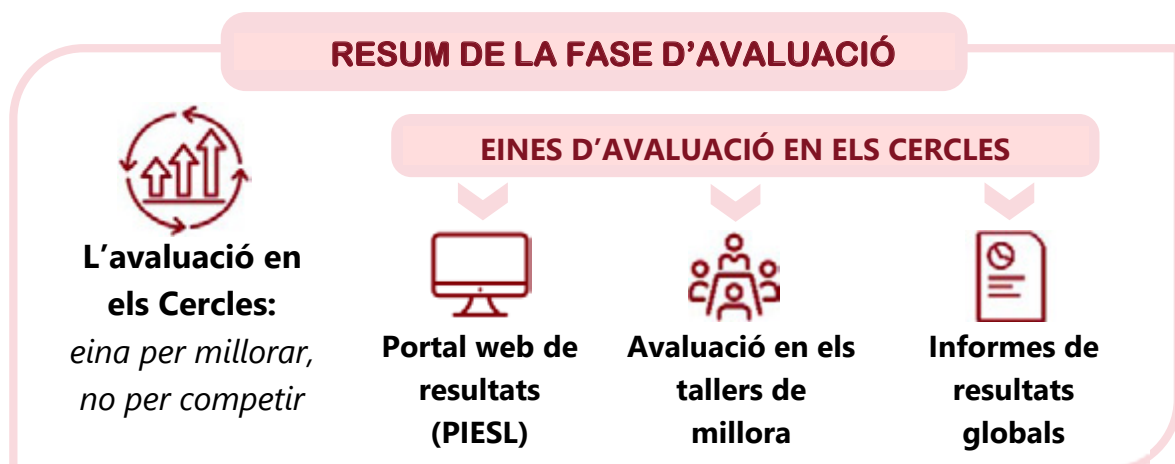 RESUM DE LA FASE D’AVALUACIÓ
EINES D’AVALUACIÓ EN ELS CERCLES
L’avaluació en
els Cercles:
eina per millorar,
no per competir
Portal web de
resultats
(PIESL)
Avaluació en els
tallers de
millora
Informes de
resultats
globals